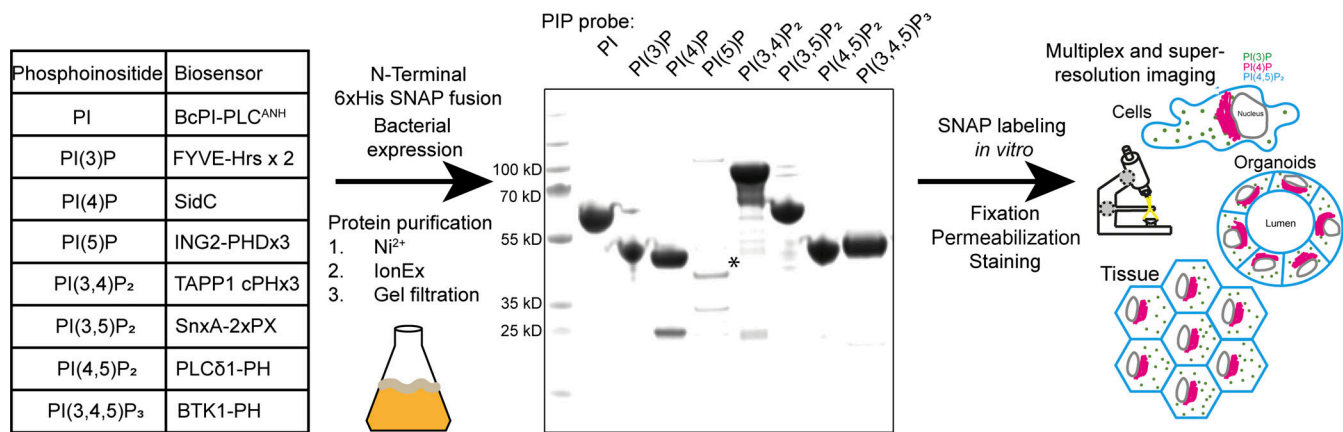 Phosphoinositide Biosensor
PI BcPI-PLCᴬᴺᴴ
PI(3)P FYVE-Hrs x 2
PI(4)P SidC
PI(5)P ING2-PHDx3
PI(3,4)P₂ TAPP1 cPHx3
PI(3,5)P₂ SnxA-2xPX
PI(4,5)P₂ PLCδ1-PH
PI(3,4,5)P₃ BTK1-PH
N-Terminal
6xHis SNAP fusion
Bacterial
expression
Protein purification
1. Ni²⁺
2. IonEx
3. Gel filtration
PIP probe:
PI
PI(3)P
PI(4)P
PI(5)P
PI(3,4)P₂
PI(3,5)P₂
PI(4,5)P₂
PI(3,4,5)P₃
100 kD
70 kD
55 kD
35 kD
25 kD
*
SNAP labeling
in vitro
Fixation
Permeabilization
Staining
Multiplex and super-
resolution imaging
PI(3)P
PI(4)P
PI(4,5)P₂
Cells
Nucleus
Organoids
Lumen
Tissue